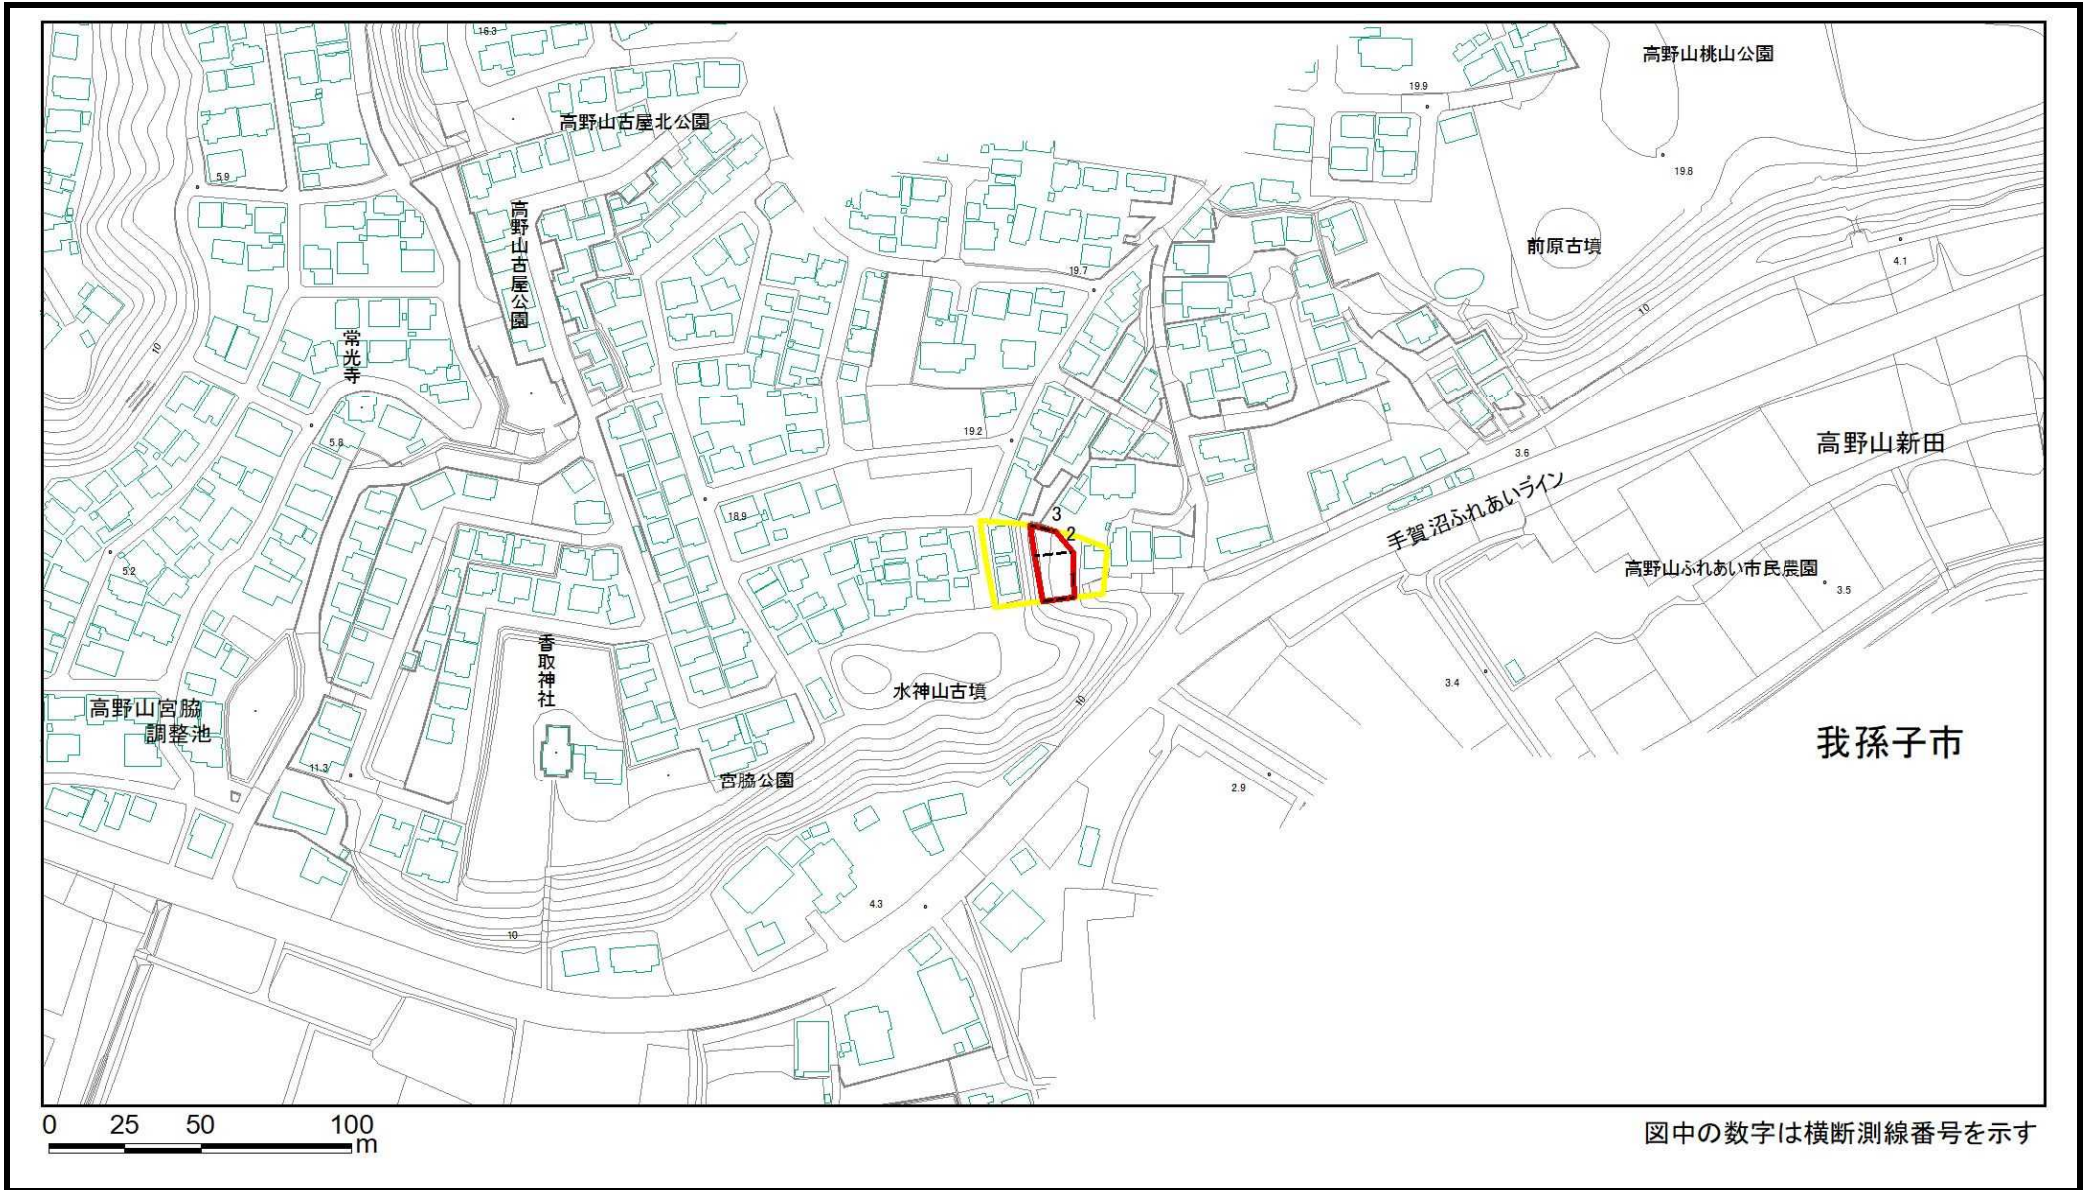 16.3
高野山桃山公園
19.9
高野山古屋北公園
5.9
19.8
高野山古屋公園
前原古墳
4.1
19.7
10
10
常光寺
5.8
19.2
3.6
高野山新田
手賀沼ふれあいライン
18.9
3
2
1
5.2
高野山ふれあい市民農園
3.5
香取神社
3.4
水神山古墳
10
高野山宮脇
調整池
我孫子市
11.3
宮脇公園
2.9
4.3
10
0 25 50 100
m
図中の数字は横断測線番号を示す